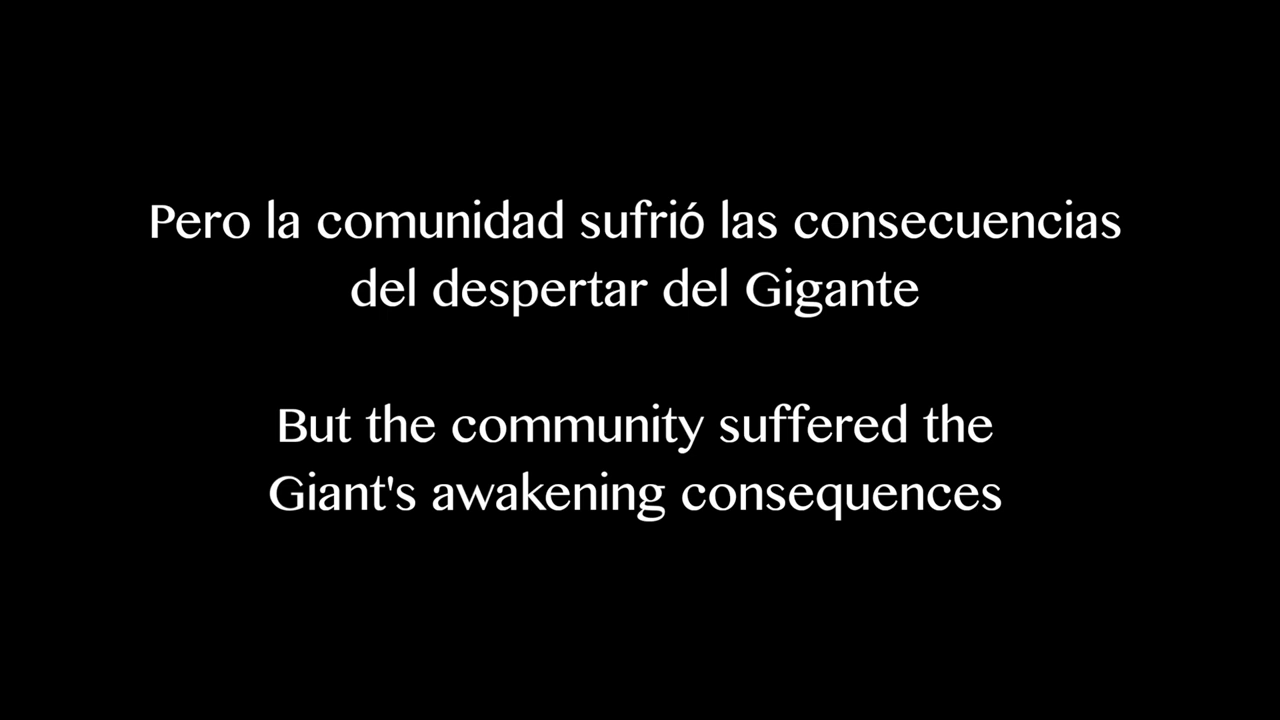 Pero la comunidad sufrió las consecuencias
del despertar del Gigante
But the community suffered the
Giant's awakening consequences